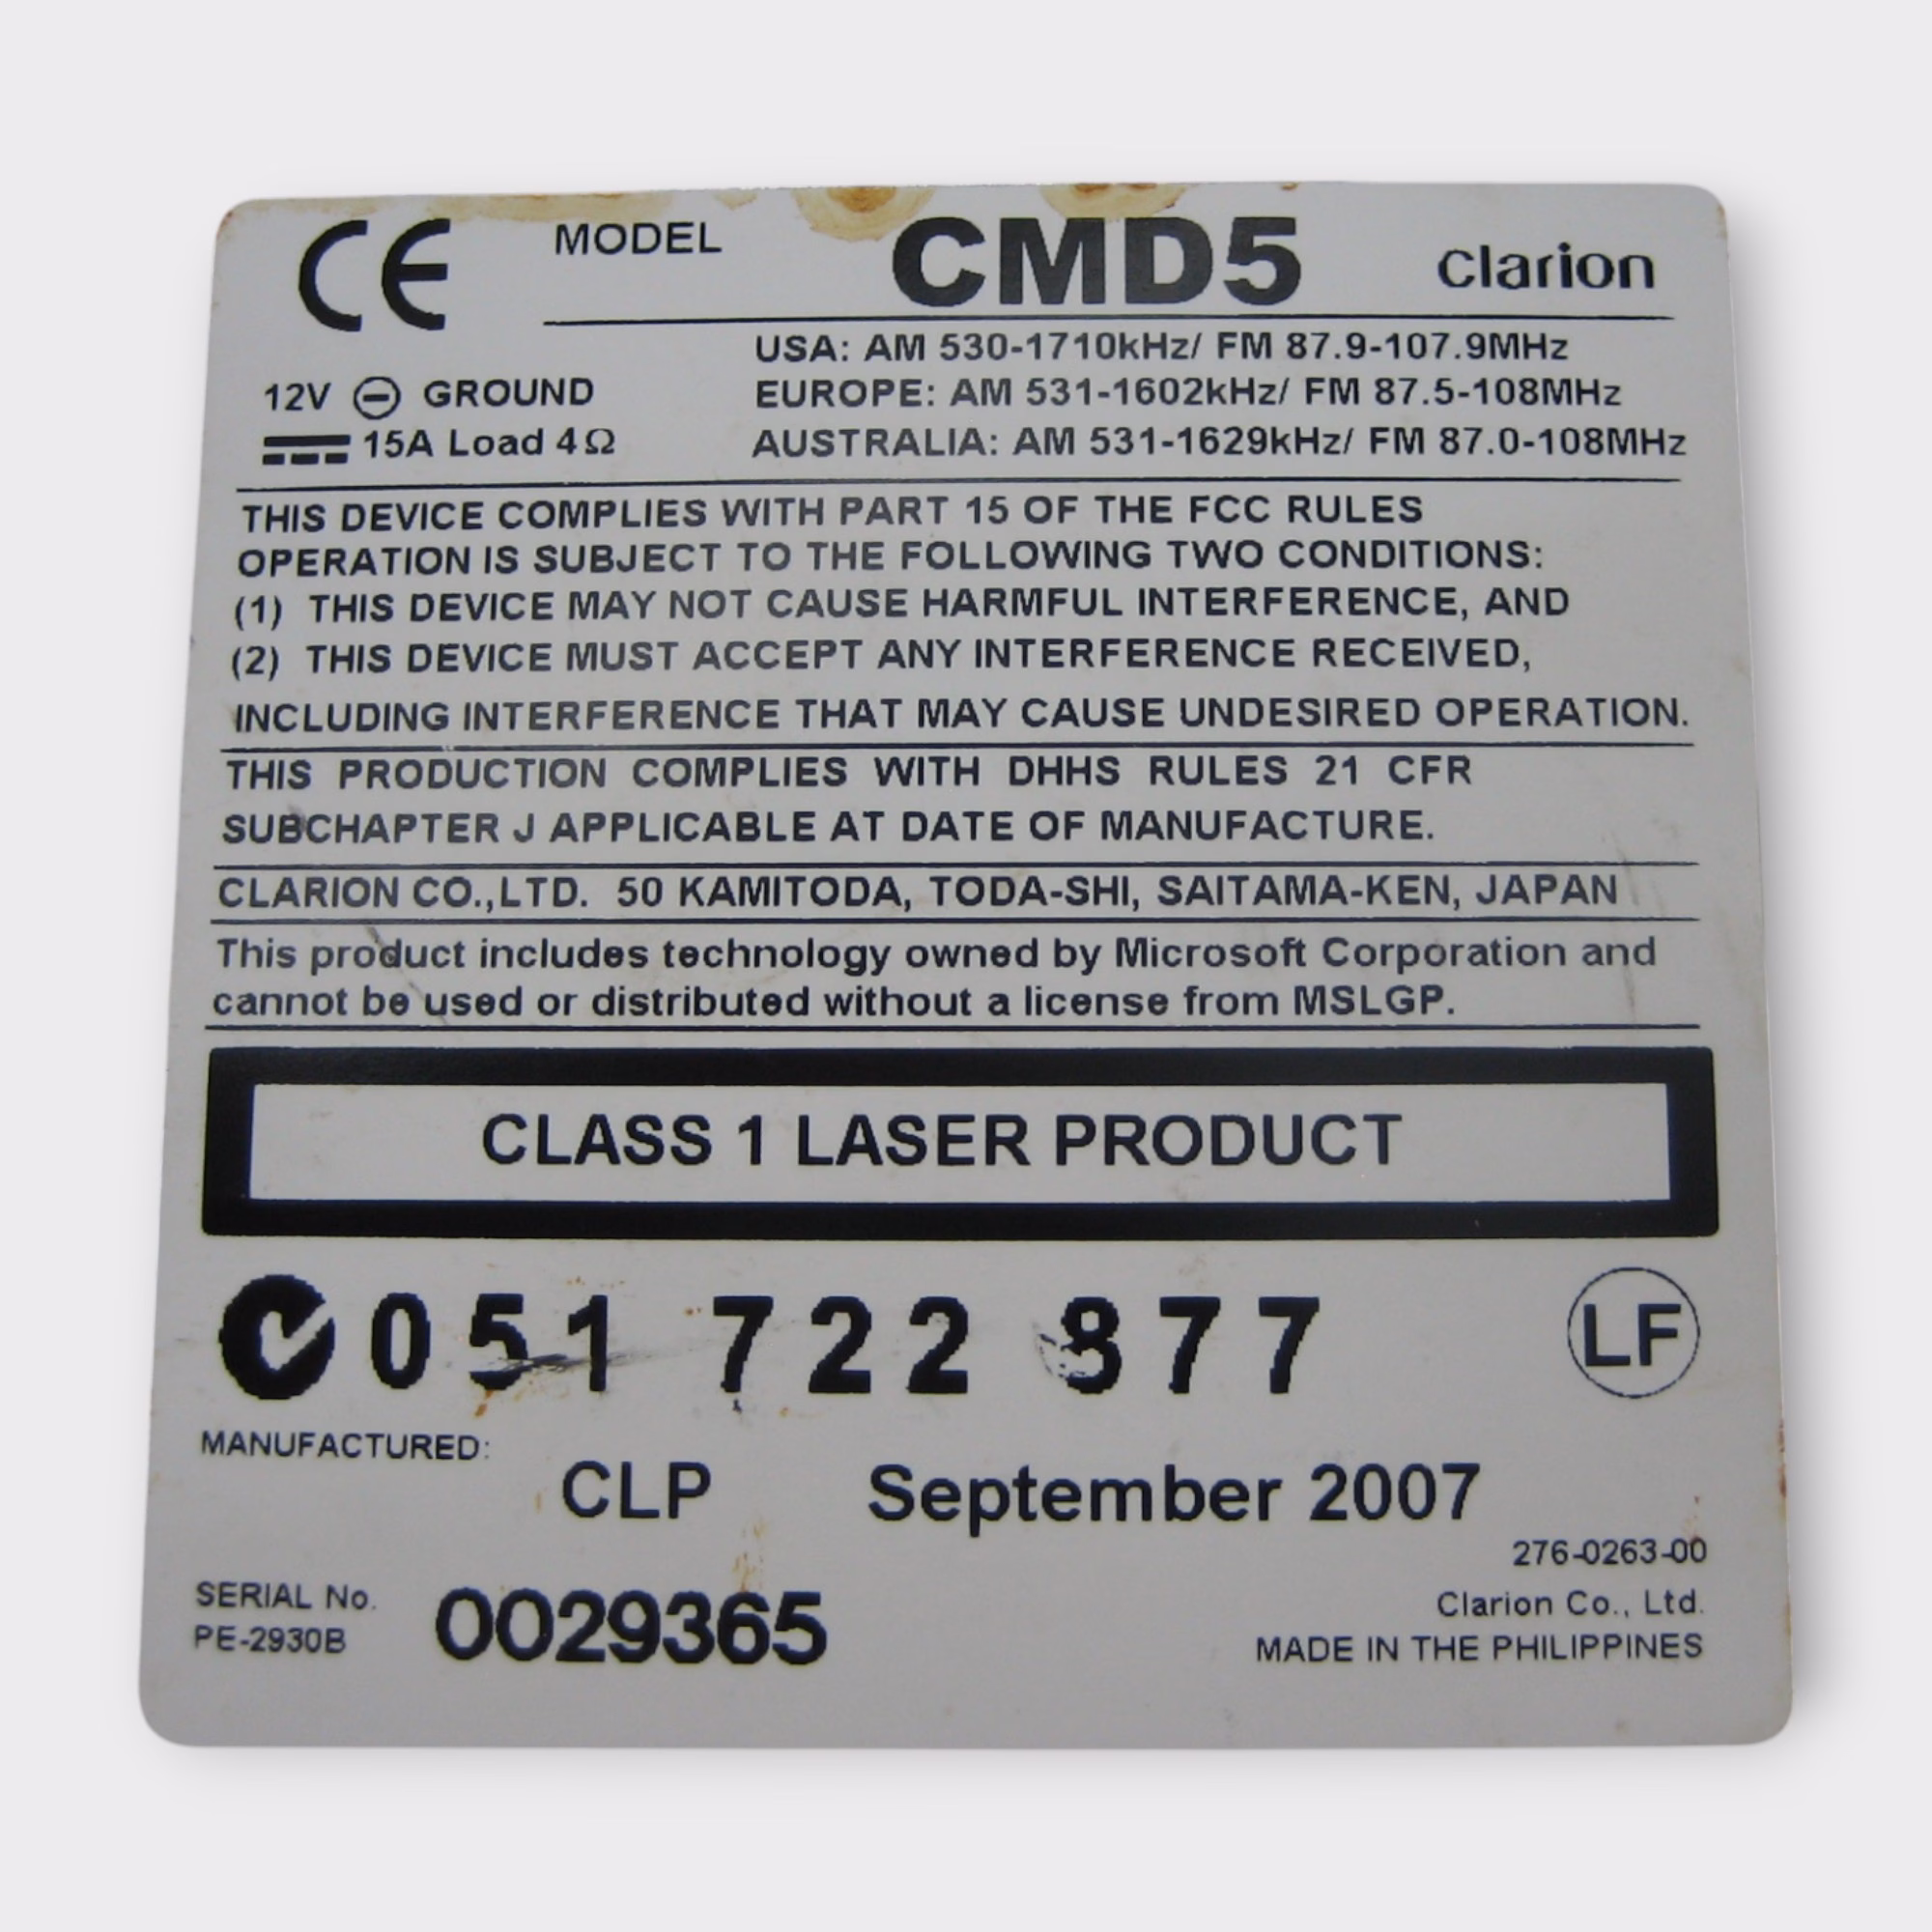 CE MODEL CMD5 Clarion
USA: AM 530-1710kHz/ FM 87.9-107.9MHz
12V ⊖ GROUND EUROPE: AM 531-1602kHz/ FM 87.5-108MHz
15A Load 4Ω AUSTRALIA: AM 531-1629kHz/ FM 87.0-108MHz
THIS DEVICE COMPLIES WITH PART 15 OF THE FCC RULES
OPERATION IS SUBJECT TO THE FOLLOWING TWO CONDITIONS:
(1) THIS DEVICE MAY NOT CAUSE HARMFUL INTERFERENCE, AND
(2) THIS DEVICE MUST ACCEPT ANY INTERFERENCE RECEIVED,
INCLUDING INTERFERENCE THAT MAY CAUSE UNDESIRED OPERATION.
THIS PRODUCTION COMPLIES WITH DHHS RULES 21 CFR
SUBCHAPTER J APPLICABLE AT DATE OF MANUFACTURE.
CLARION CO.,LTD. 50 KAMITODA, TODA-SHI, SAITAMA-KEN, JAPAN
This product includes technology owned by Microsoft Corporation and
cannot be used or distributed without a license from MSLGP.
CLASS 1 LASER PRODUCT
051 722 877 LF
MANUFACTURED:
CLP September 2007
276-0263-00
SERIAL No. Clarion Co., Ltd.
PE-2930B 0029365 MADE IN THE PHILIPPINES